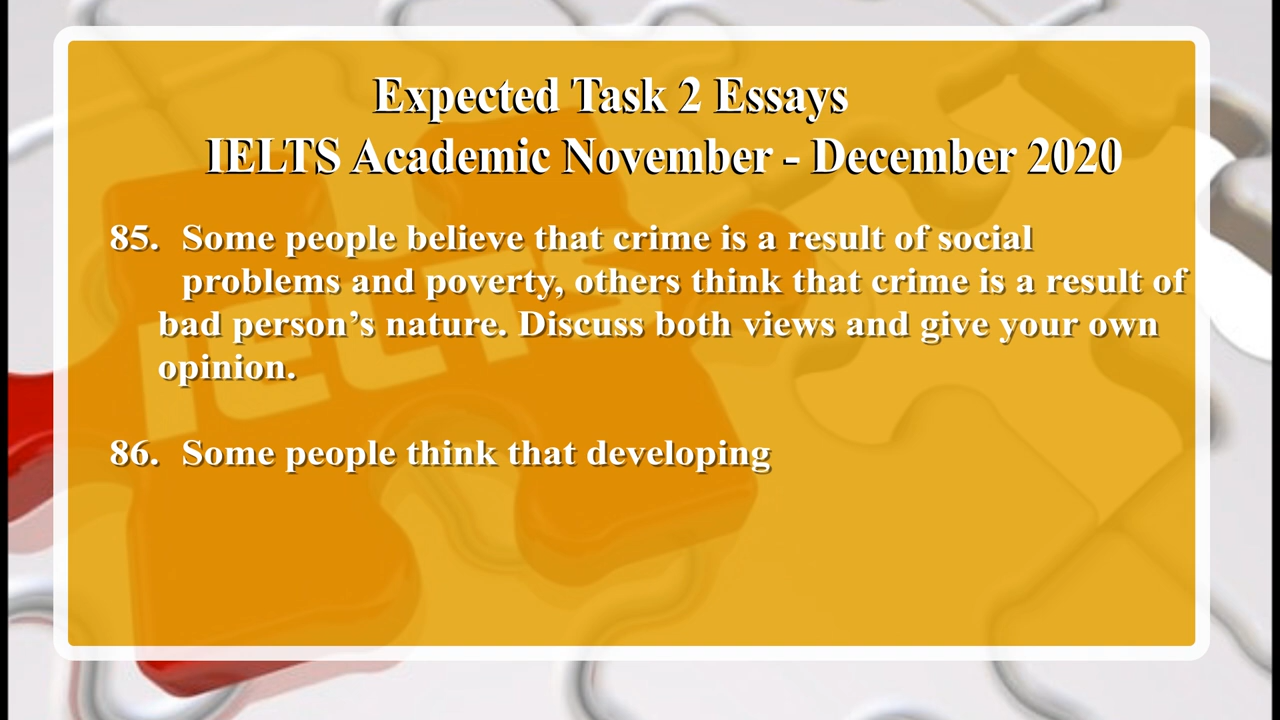 Expected Task 2 Essays
IELTS Academic November - December 2020
85. Some people believe that crime is a result of social
problems and poverty, others think that crime is a result of
bad person’s nature. Discuss both views and give your own
opinion.
86. Some people think that developing
IELTS